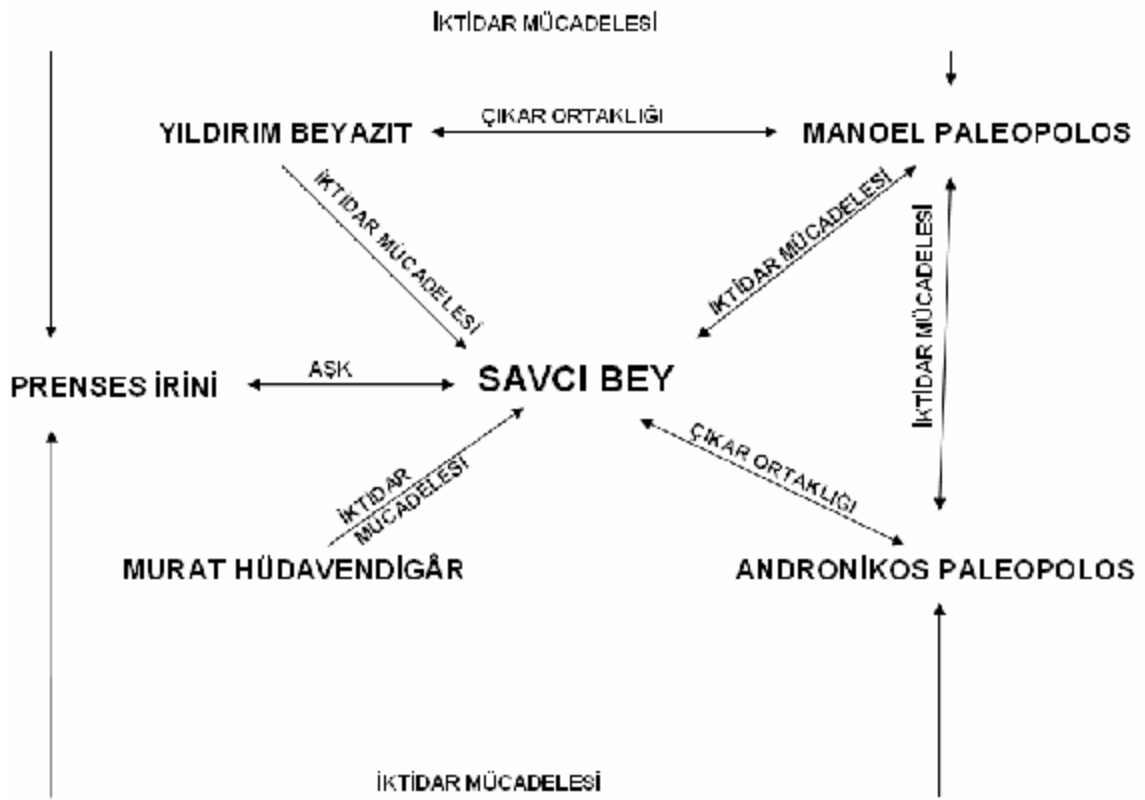 İKTİDAR MÜCADELESİ
YILDIRIM BEYAZIT
ÇIKAR ORTAKLIĞI
MANOEL PALEOPOLOS
İKTİDAR MÜCADELESİ
İKTİDAR MÜCADELESİ
İKTİDAR MÜCADELESİ
PRENSES İRİNİ
AŞK
SAVCI BEY
ÇIKAR ORTAKLIĞI
İKTİDAR
MÜCADELESİ
MURAT HÜDAVENDİGÂR
ANDRONİKOS PALEOPOLOS
İKTİDAR MÜCADELESİ